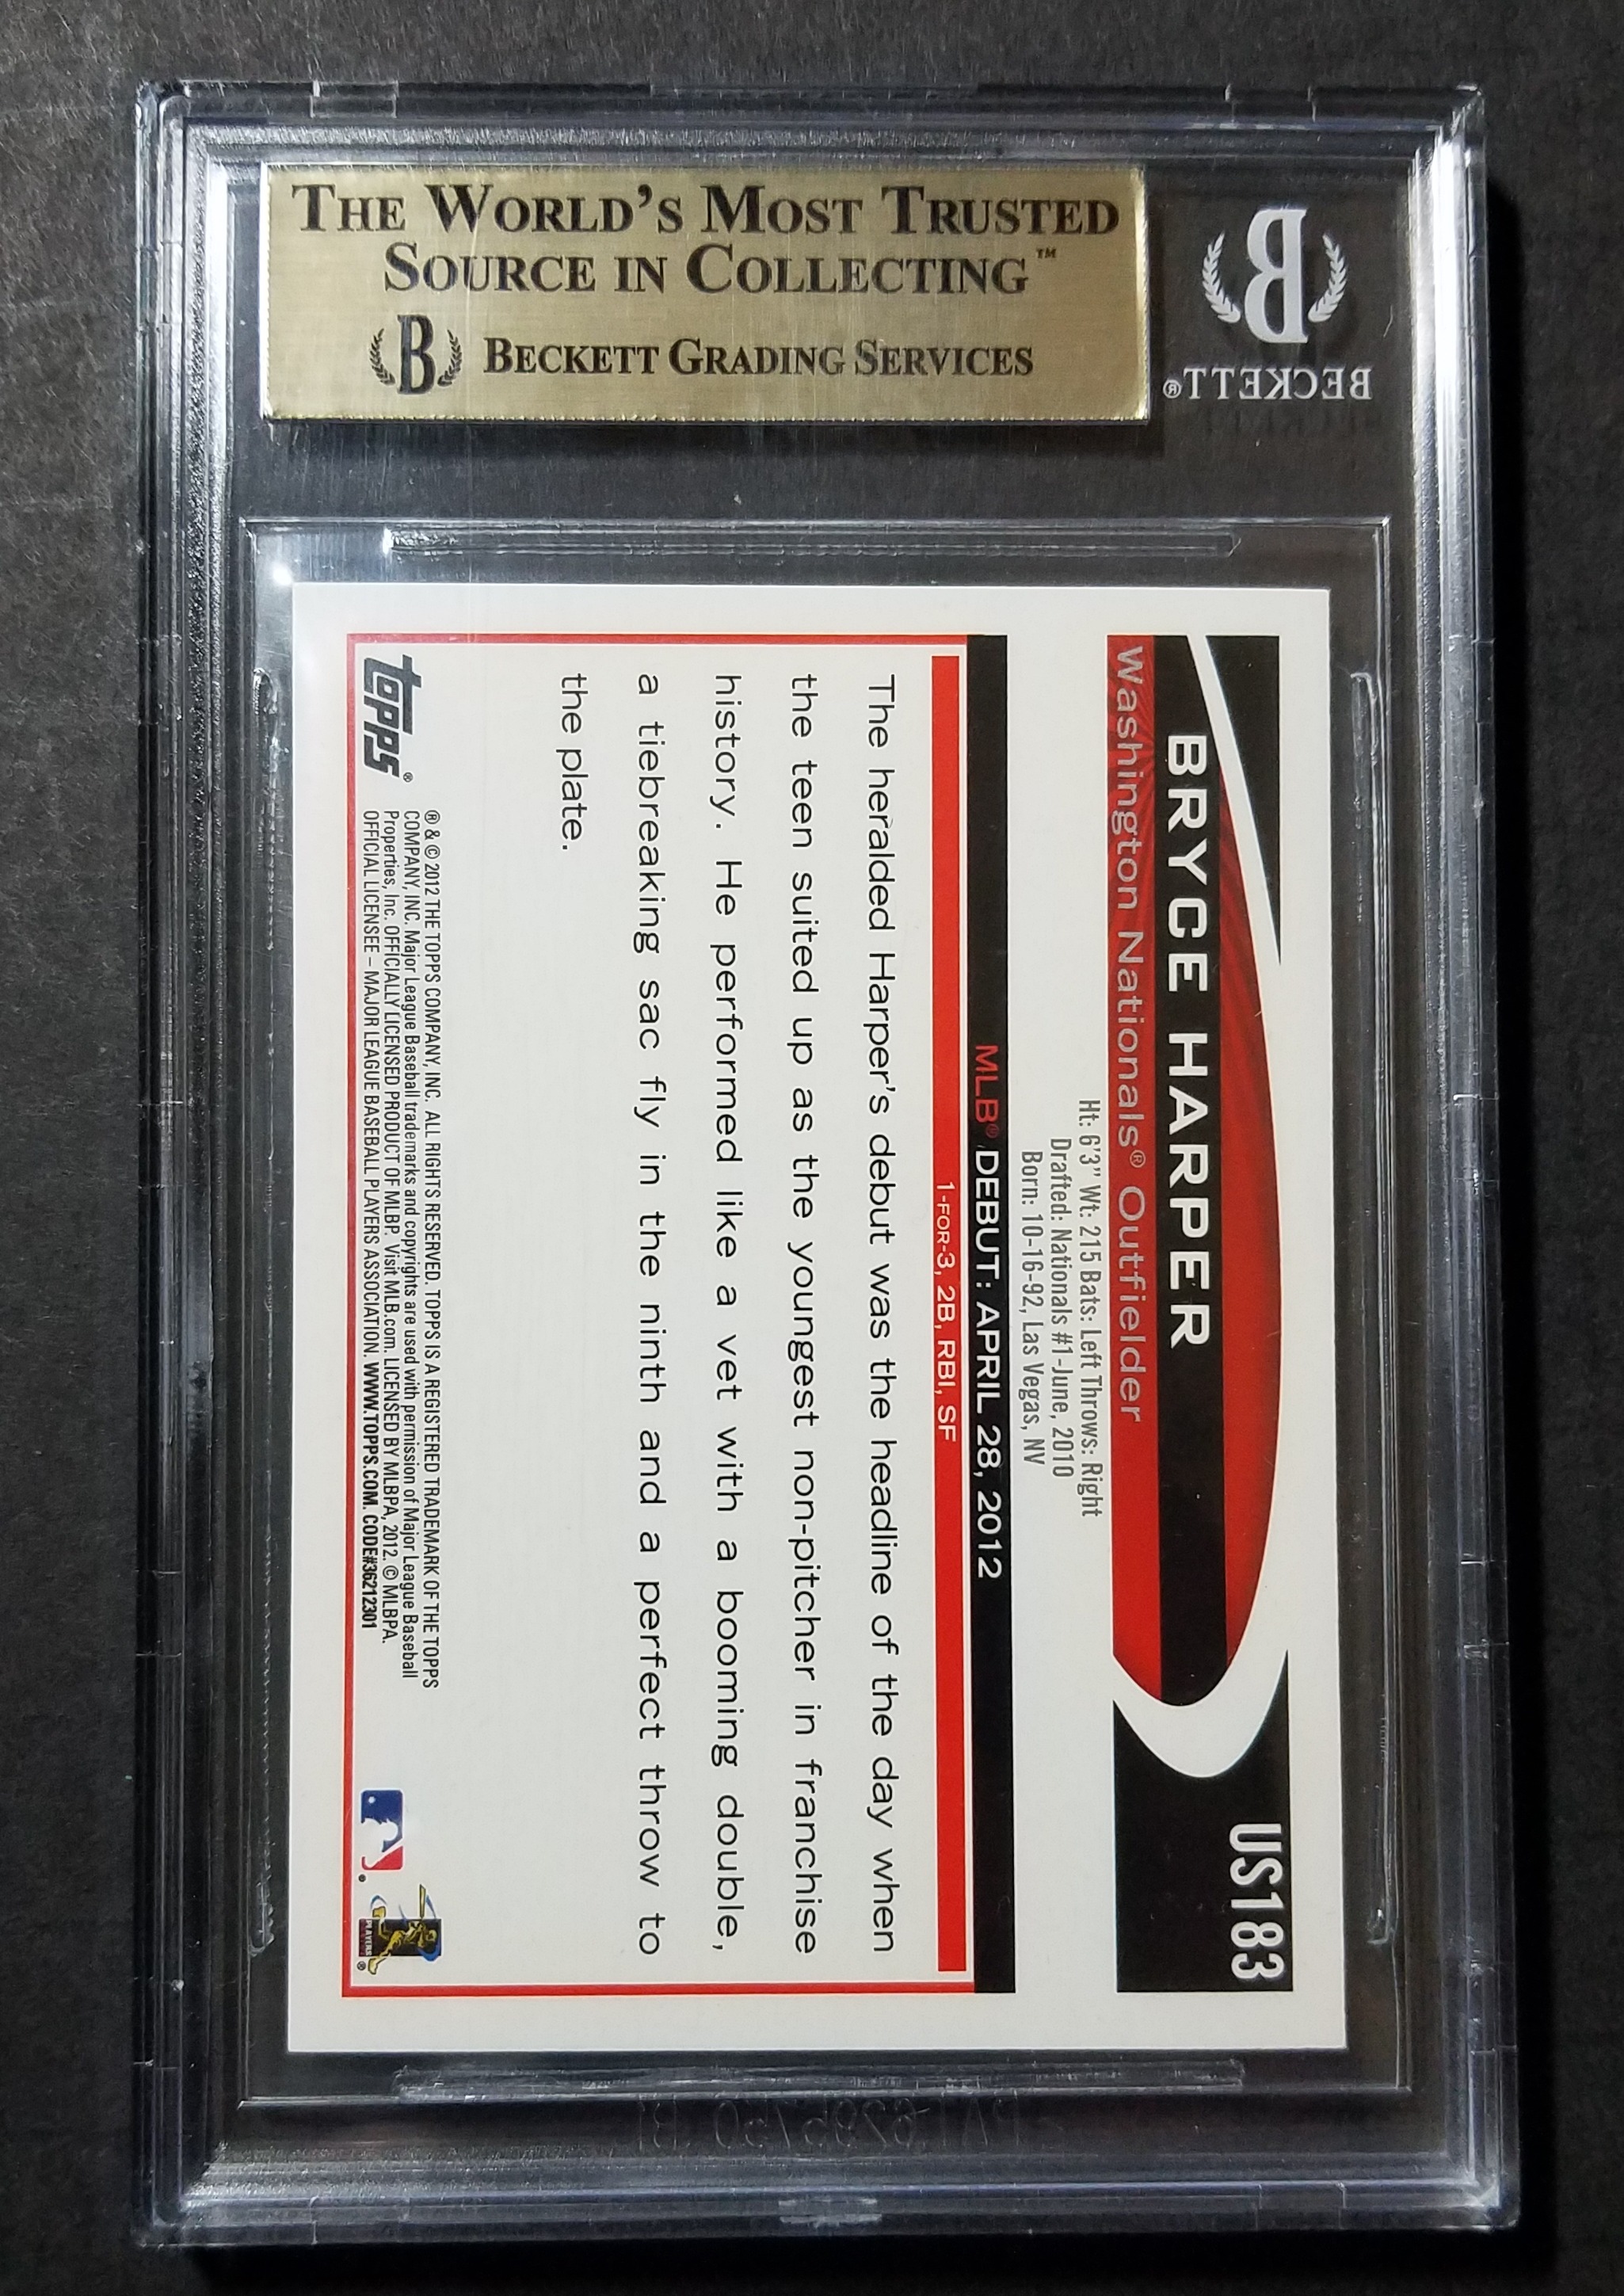 THE WORLD'S MOST TRUSTED
SOURCE IN COLLECTING™
B BECKETT GRADING SERVICES
B
BECKETT®
US183
BRYCE HARPER
Washington Nationals® Outfielder
Ht: 6'3" Wt: 215 Bats: Left Throws: Right
Drafted: Nationals #1-June, 2010
Born: 10-16-92, Las Vegas, NV
MLB® DEBUT: APRIL 28, 2012
1-FOR-3, 2B, RBI, SF
The heralded Harper's debut was the headline of the day when
the teen suited up as the youngest non-pitcher in franchise
history. He performed like a vet with a booming double,
a tiebreaking sac fly in the ninth and a perfect throw to
the plate.
topps®
® & © 2012 THE TOPPS COMPANY, INC. ALL RIGHTS RESERVED. TOPPS IS A REGISTERED TRADEMARK OF THE TOPPS
COMPANY, INC. Major League Baseball trademarks and copyrights are used with permission of Major League Baseball
Properties, Inc. OFFICIALLY LICENSED PRODUCT OF MLBP. Visit MLB.com. LICENSED BY MLBPA, 2012. © MLBPA.
OFFICIAL LICENSEE – MAJOR LEAGUE BASEBALL PLAYERS ASSOCIATION. WWW.TOPPS.COM. CODE#36212301
PLAYERS